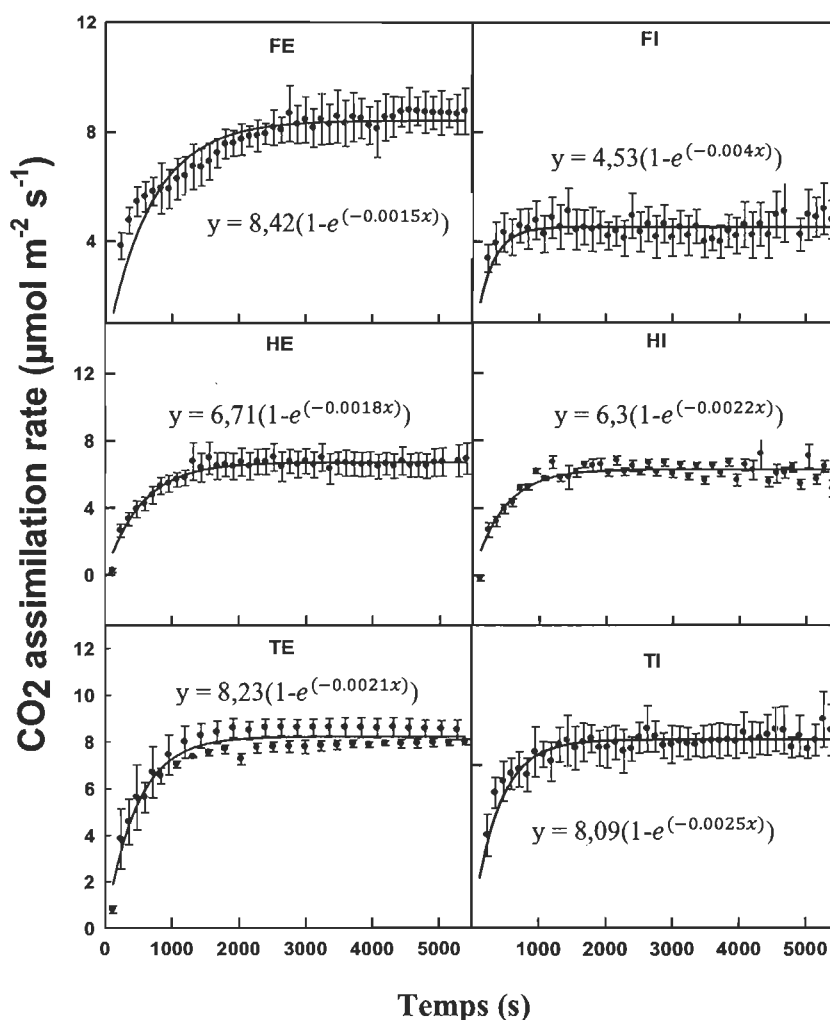 CO2 assimilation rate (µmol m-2 s-1)
12
8
4
FE
y = 8,42(1-e(-0.0015x))
FI
y = 4,53(1-e(-0.004x))
12
8
4
0
HE
y = 6,71(1-e(-0.0018x))
HI
y = 6,3(1-e(-0.0022x))
12
10
8
6
4
2
0
TE
y = 8,23(1-e(-0.0021x))
TI
y = 8,09(1-e(-0.0025x))
0 1000 2000 3000 4000 5000 0 1000 2000 3000 4000 5000
Temps (s)